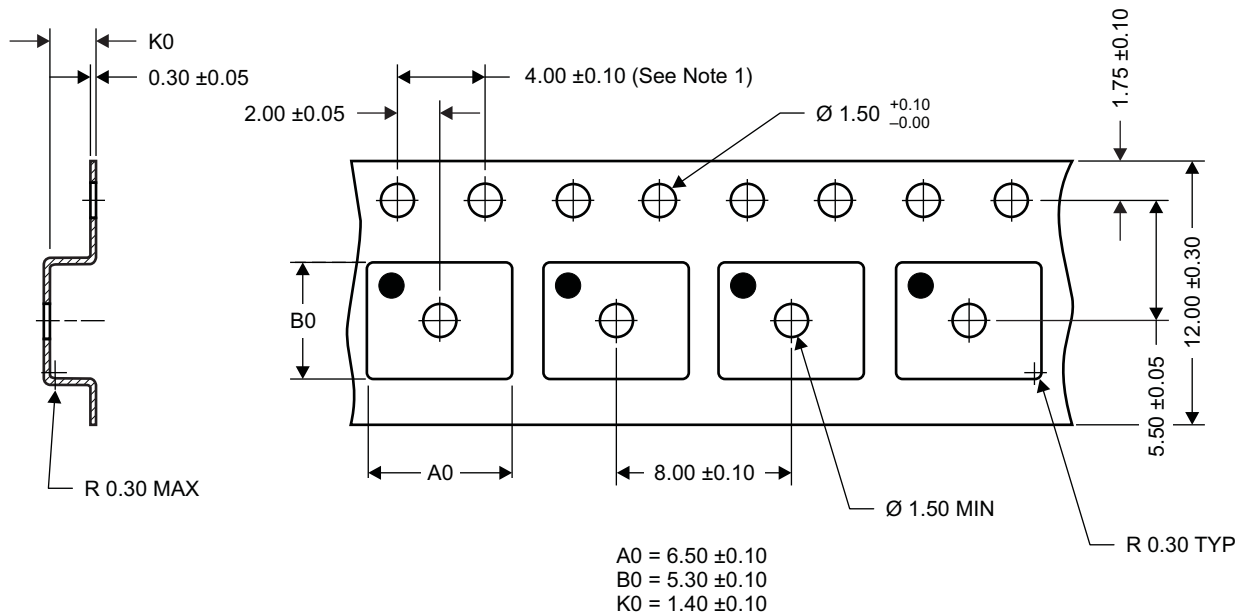 K0
0.30 ±0.05
4.00 ±0.10 (See Note 1)
2.00 ±0.05
Ø 1.50 +0.10 –0.00
1.75 ±0.10
B0
A0
8.00 ±0.10
5.50 ±0.05
12.00 ±0.30
R 0.30 MAX
Ø 1.50 MIN
R 0.30 TYP
A0 = 6.50 ±0.10
B0 = 5.30 ±0.10
K0 = 1.40 ±0.10